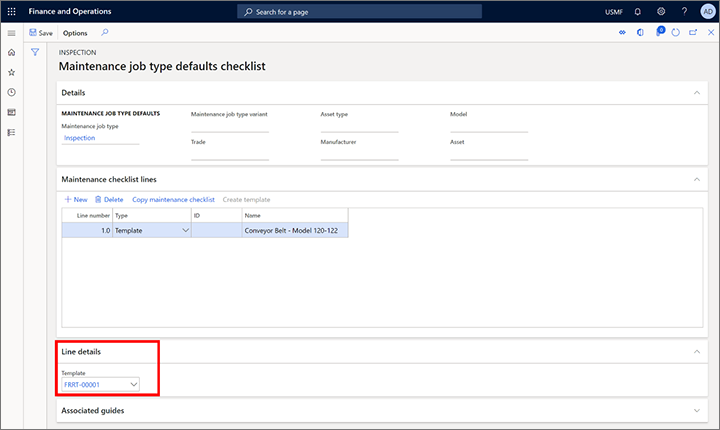 Finance and Operations
Search for a page
USMF
?
AD
Save
Options
0
INSPECTION
Maintenance job type defaults checklist
Details
MAINTENANCE JOB TYPE DEFAULTS
Maintenance job type
Inspection
Maintenance job type variant
Trade
Asset type
Manufacturer
Model
Asset
Maintenance checklist lines
+ New
Delete
Copy maintenance checklist
Create template
Line number Type ID Name
1.0 Template Conveyor Belt - Model 120-122
Line details
Template
FRRT-00001
Associated guides